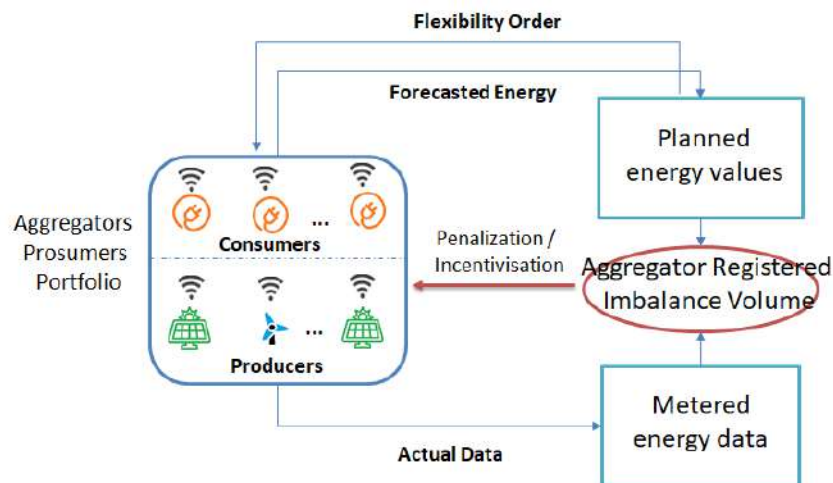 Flexibility Order
Forecasted Energy
Planned
energy values
Aggregators
Prosumers
Portfolio
...
Consumers
Penalization /
Incentivisation
Aggregator Registered
Imbalance Volume
...
Producers
Metered
energy data
Actual Data